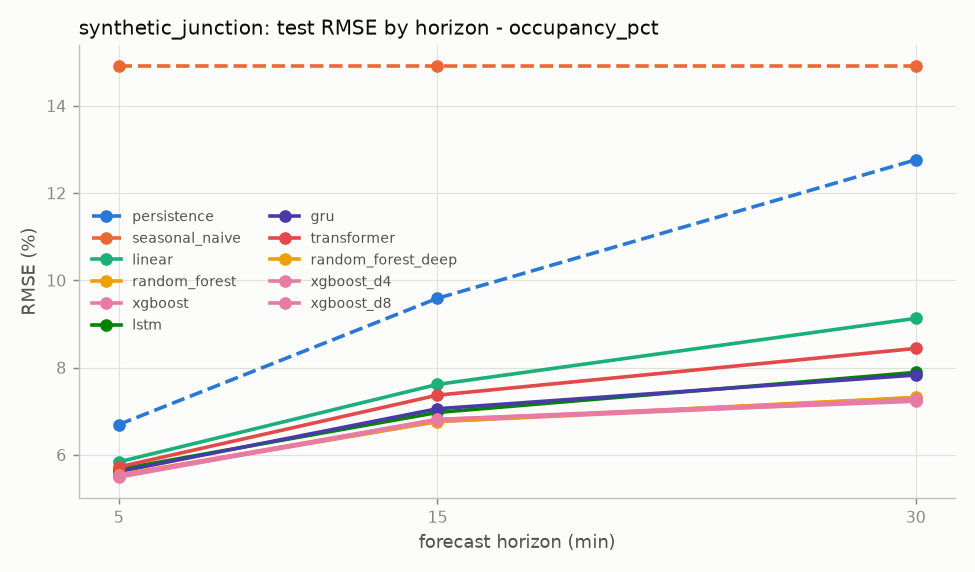 synthetic_junction: test RMSE by horizon - occupancy_pct
14
12
10
8
6
RMSE (%)
persistence
seasonal_naive
linear
random_forest
xgboost
lstm
gru
transformer
random_forest_deep
xgboost_d4
xgboost_d8
5
15
30
forecast horizon (min)